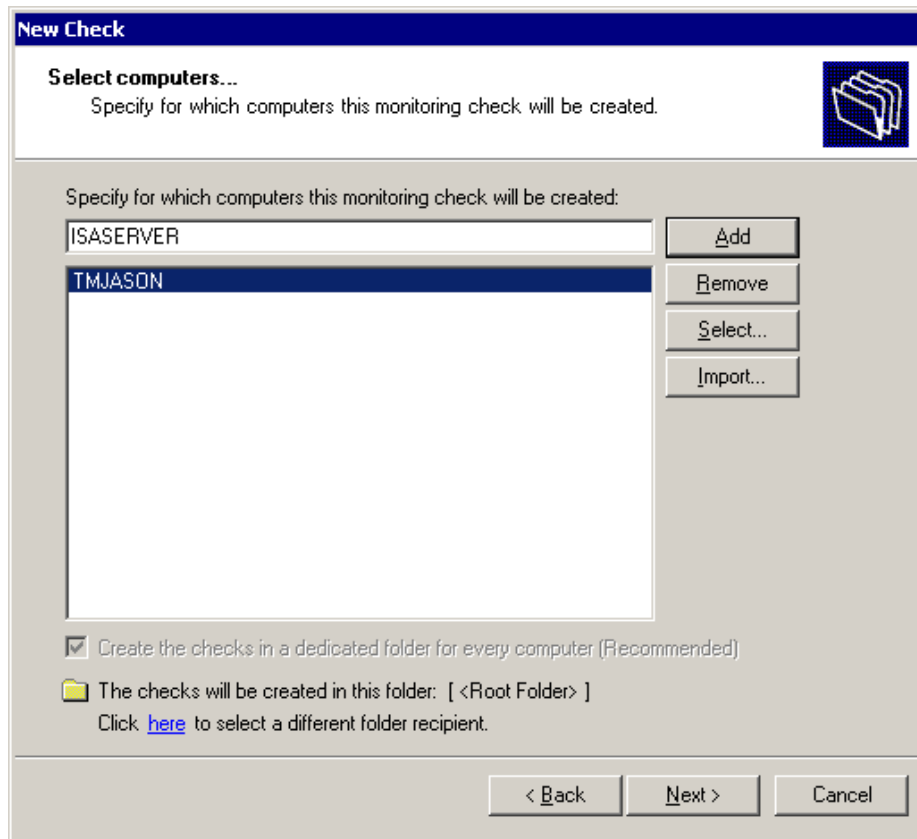 New Check
Select computers...
Specify for which computers this monitoring check will be created.
Specify for which computers this monitoring check will be created:
ISASERVER
Add
TMJASON
Remove
Select...
Import...
Create the checks in a dedicated folder for every computer (Recommended)
The checks will be created in this folder: [ <Root Folder> ]
Click here to select a different folder recipient.
< Back
Next >
Cancel